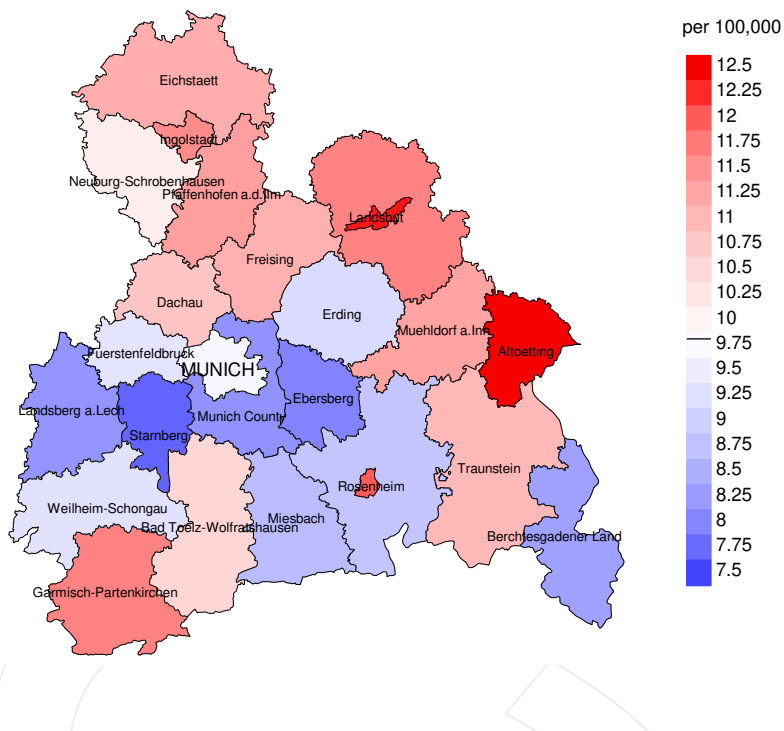 per 100,000
12.5
12.25
12
11.75
11.5
11.25
11
10.75
10.5
10.25
10
9.75
9.5
9.25
9
8.75
8.5
8.25
8
7.75
7.5
Eichstaett
Ingolstadt
Neuburg-Schrobenhausen
Pfaffenhofen a.d.Ilm
Landshut
Freising
Dachau
Erding
Muehldorf a.Inn
Altoetting
Fuerstenfeldbruck
MUNICH
Ebersberg
Landsberg a.Lech
Munich County
Starnberg
Traunstein
Rosenheim
Weilheim-Schongau
Miesbach
Bad Toelz-Wolfratshausen
Berchtesgadener Land
Garmisch-Partenkirchen